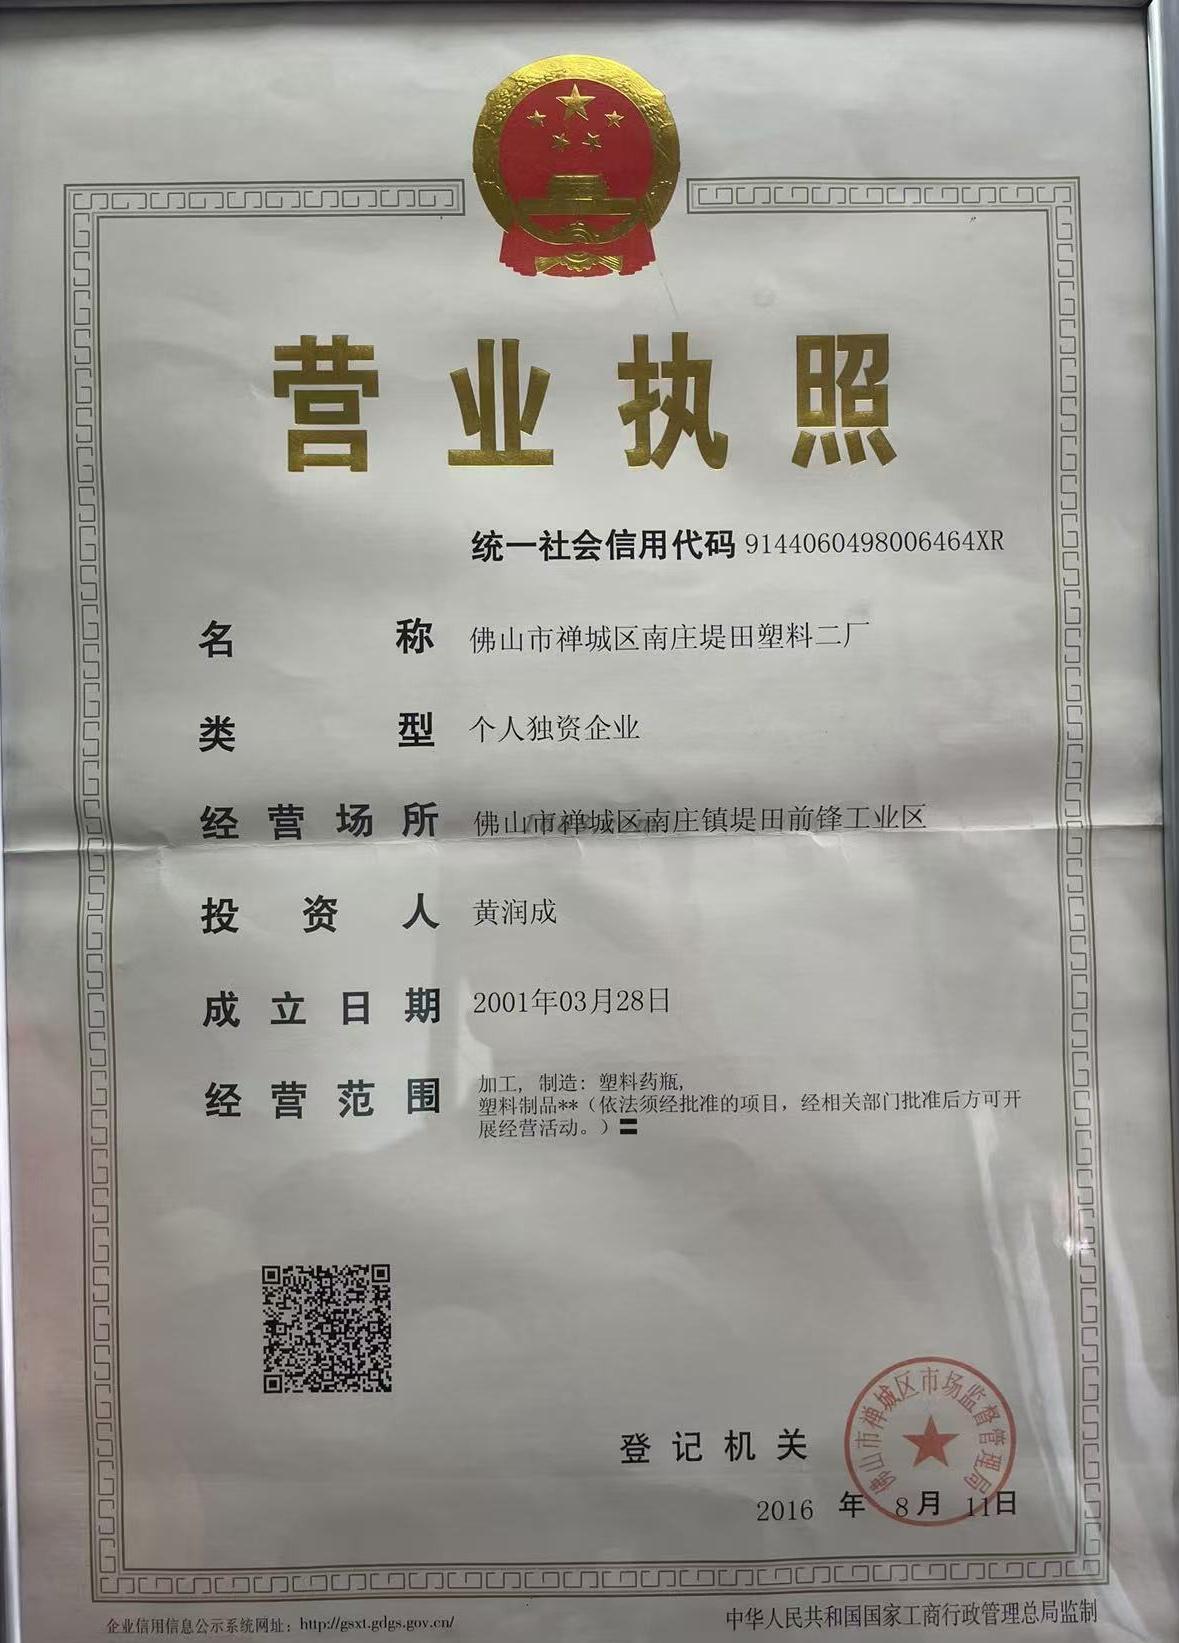 营业执照
统一社会信用代码 9144060498006464XR
名称 佛山市禅城区南庄堤田塑料二厂
类型 个人独资企业
经营场所 佛山市禅城区南庄镇堤田前锋工业区
投资人 黄润成
成立日期 2001年03月28日
经营范围 加工, 制造: 塑料药瓶,
塑料制品**（依法须经批准的项目, 经相关部门批准后方可开
展经营活动。）〓
佛山市禅城区市场监督管理局
登记机关
2016 年 8 月 11 日
企业信用信息公示系统网址: http://gsxt.gdgs.gov.cn/
中华人民共和国国家工商行政管理总局监制